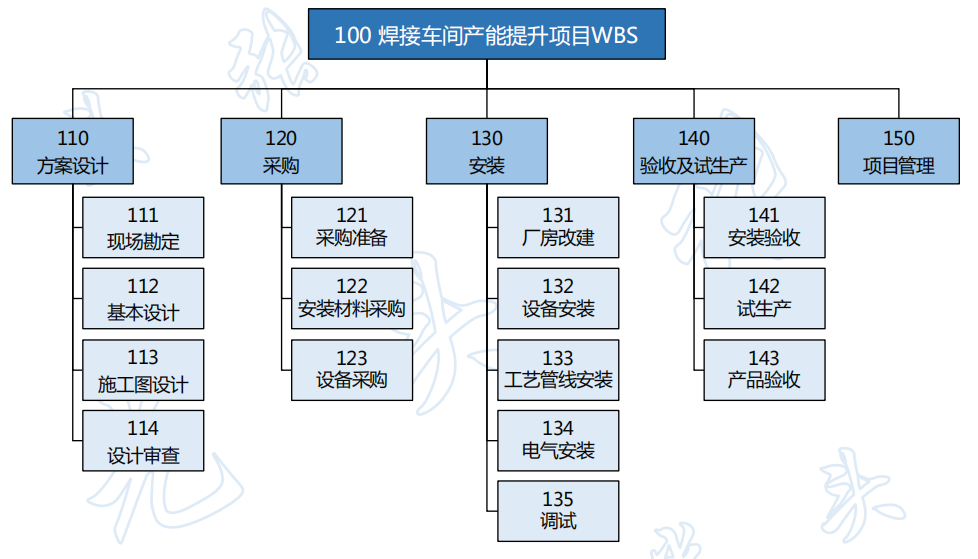 100 焊接车间产能提升项目WBS
110
方案设计
111
现场勘定
112
基本设计
113
施工图设计
114
设计审查
120
采购
121
采购准备
122
安装材料采购
123
设备采购
130
安装
131
厂房改建
132
设备安装
133
工艺管线安装
134
电气安装
135
调试
140
验收及试生产
141
安装验收
142
试生产
143
产品验收
150
项目管理